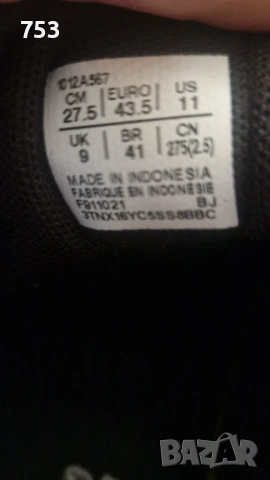 753
1012A567
CM EURO US
27.5 43.5 11
UK BR CN
9 41 275(2.5)
MADE IN INDONESIA
FABRIQUE EN INDONESIE
F911021 BJ
3TNX16YC5SS8BBC
BAZAR